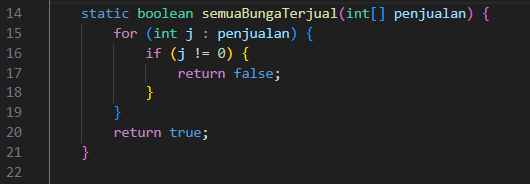 14 static boolean semuaBungaTerjual(int[] penjualan) {
15 for (int j : penjualan) {
16 if (j != 0) {
17 return false;
18 }
19 }
20 return true;
21 }
22